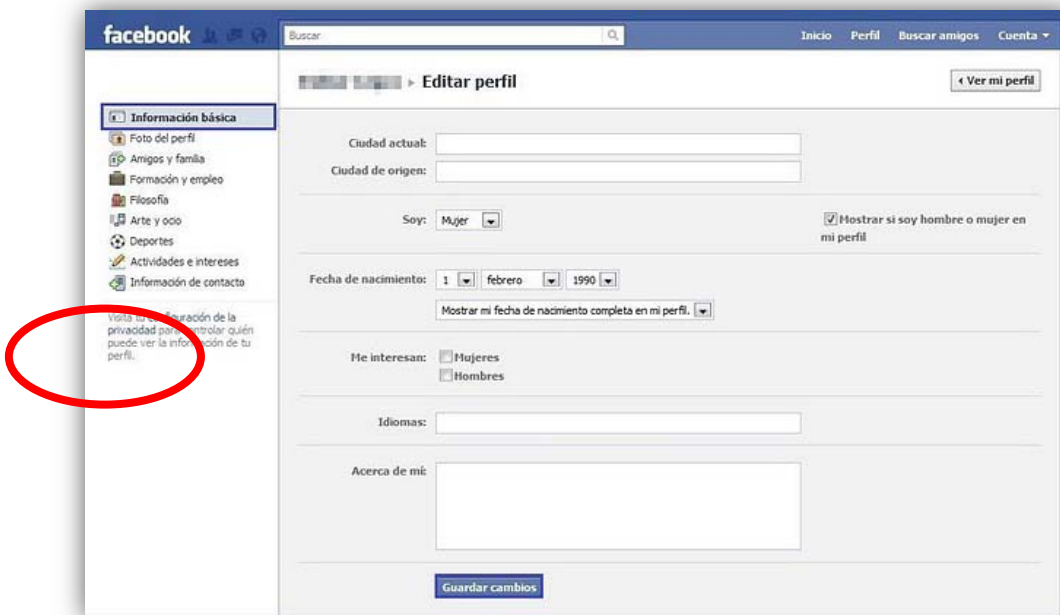 facebook
Buscar
Inicio Perfil Buscar amigos Cuenta
Editar perfil
Ver mi perfil
Información básica
Foto del perfil
Amigos y familia
Formación y empleo
Filosofía
Arte y ocio
Deportes
Actividades e intereses
Información de contacto
Visita tu configuración de la
privacidad para controlar quién
puede ver la información de tu
perfil.
Ciudad actual:
Ciudad de origen:
Soy: Mujer
Mostrar si soy hombre o mujer en
mi perfil
Fecha de nacimiento: 1 febrero 1990
Mostrar mi fecha de nacimiento completa en mi perfil.
Me interesan: Mujeres
Hombres
Idiomas:
Acerca de mí:
Guardar cambios